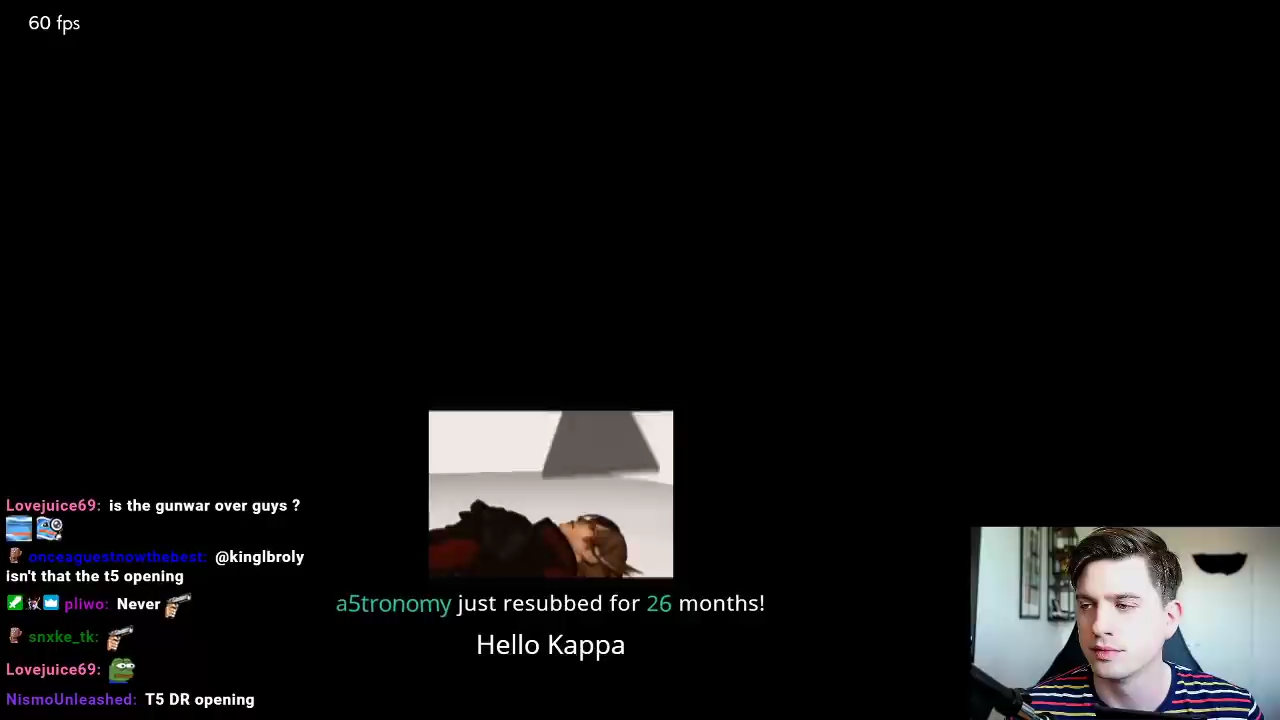 60 fps
Lovejuice69: is the gunwar over guys ?
onceaguestnowthebest: @kinglbroly
isn't that the t5 opening
pliwo: Never
snxke_tk:
Lovejuice69:
NismoUnleashed: T5 DR opening
a5tronomy just resubbed for 26 months!
Hello Kappa